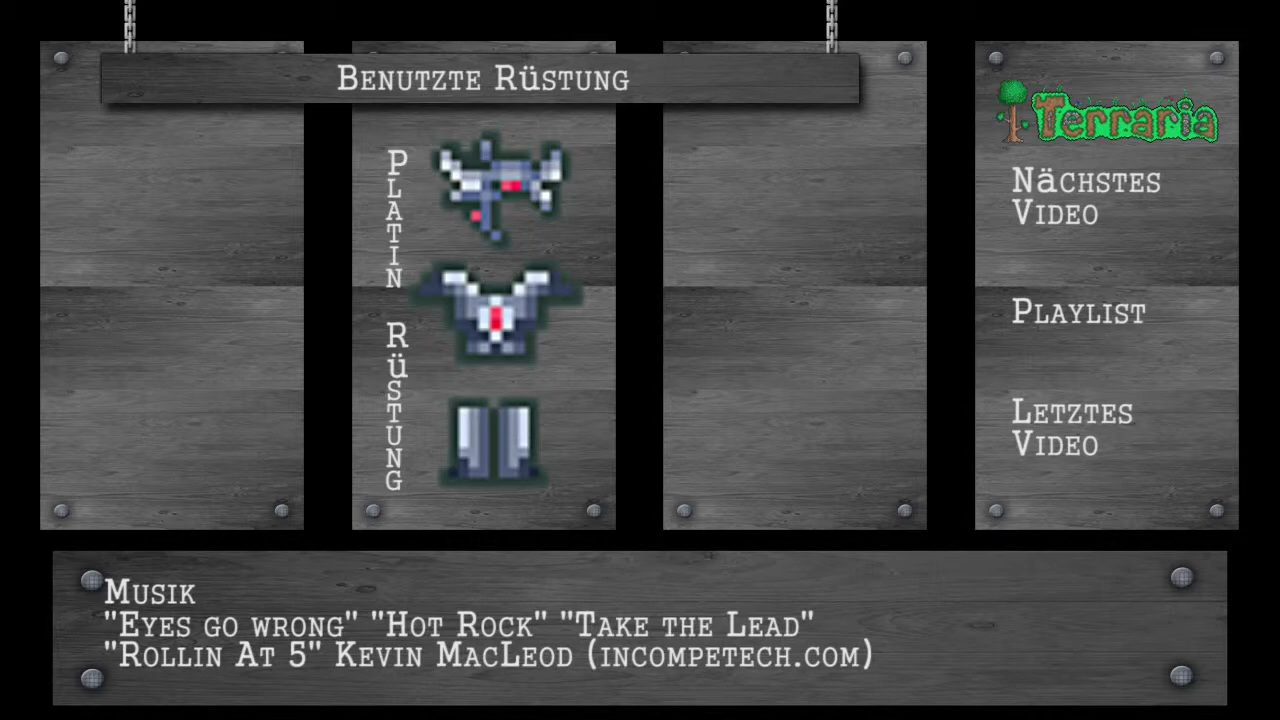 Benutzte Rüstung
Platin Rüstung
Terraria
Nächstes
Video
Playlist
Letztes
Video
Musik
"Eyes go wrong" "Hot Rock" "Take the Lead"
"Rollin At 5" Kevin MacLeod (incompetech.com)